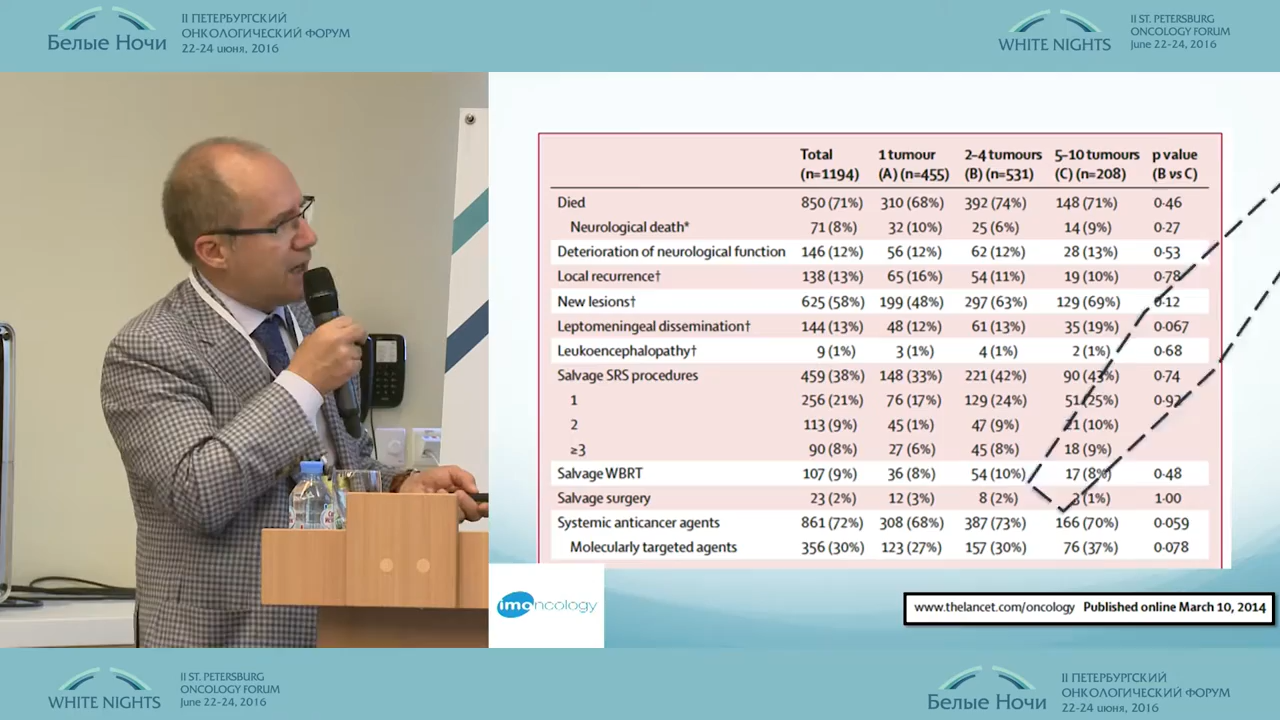 II ПЕТЕРБУРГСКИЙ
ОНКОЛОГИЧЕСКИЙ ФОРУМ
Белые Ночи
22-24 июня, 2016
II ST. PETERSBURG
ONCOLOGY FORUM
WHITE NIGHTS
June 22-24, 2016
Total 1 tumour 2–4 tumours 5–10 tumours p value
(n=1194) (A) (n=455) (B) (n=531) (C) (n=208) (B vs C)
Died 850 (71%) 310 (68%) 392 (74%) 148 (71%) 0·46
Neurological death* 71 (8%) 32 (10%) 25 (6%) 14 (9%) 0·27
Deterioration of neurological function 146 (12%) 56 (12%) 62 (12%) 28 (13%) 0·53
Local recurrence† 138 (13%) 65 (16%) 54 (11%) 19 (10%) 0·78
New lesions† 625 (58%) 199 (48%) 297 (63%) 129 (69%) 0·12
Leptomeningeal dissemination† 144 (13%) 48 (12%) 61 (13%) 35 (19%) 0·067
Leukoencephalopathy† 9 (1%) 3 (1%) 4 (1%) 2 (1%) 0·68
Salvage SRS procedures 459 (38%) 148 (33%) 221 (42%) 90 (43%) 0·74
1 256 (21%) 76 (17%) 129 (24%) 51 (25%) 0·92
2 113 (9%) 45 (1%) 47 (9%) 21 (10%)
≥3 90 (8%) 27 (6%) 45 (8%) 18 (9%)
Salvage WBRT 107 (9%) 36 (8%) 54 (10%) 17 (8%) 0·48
Salvage surgery 23 (2%) 12 (3%) 8 (2%) 3 (1%) 1·00
Systemic anticancer agents 861 (72%) 308 (68%) 387 (73%) 166 (70%) 0·059
Molecularly targeted agents 356 (30%) 123 (27%) 157 (30%) 76 (37%) 0·078
imoncology
www.thelancet.com/oncology Published online March 10, 2014
WHITE NIGHTS
II ST. PETERSBURG
ONCOLOGY FORUM
June 22-24, 2016
Белые Ночи
II ПЕТЕРБУРГСКИЙ
ОНКОЛОГИЧЕСКИЙ ФОРУМ
22-24 июня, 2016